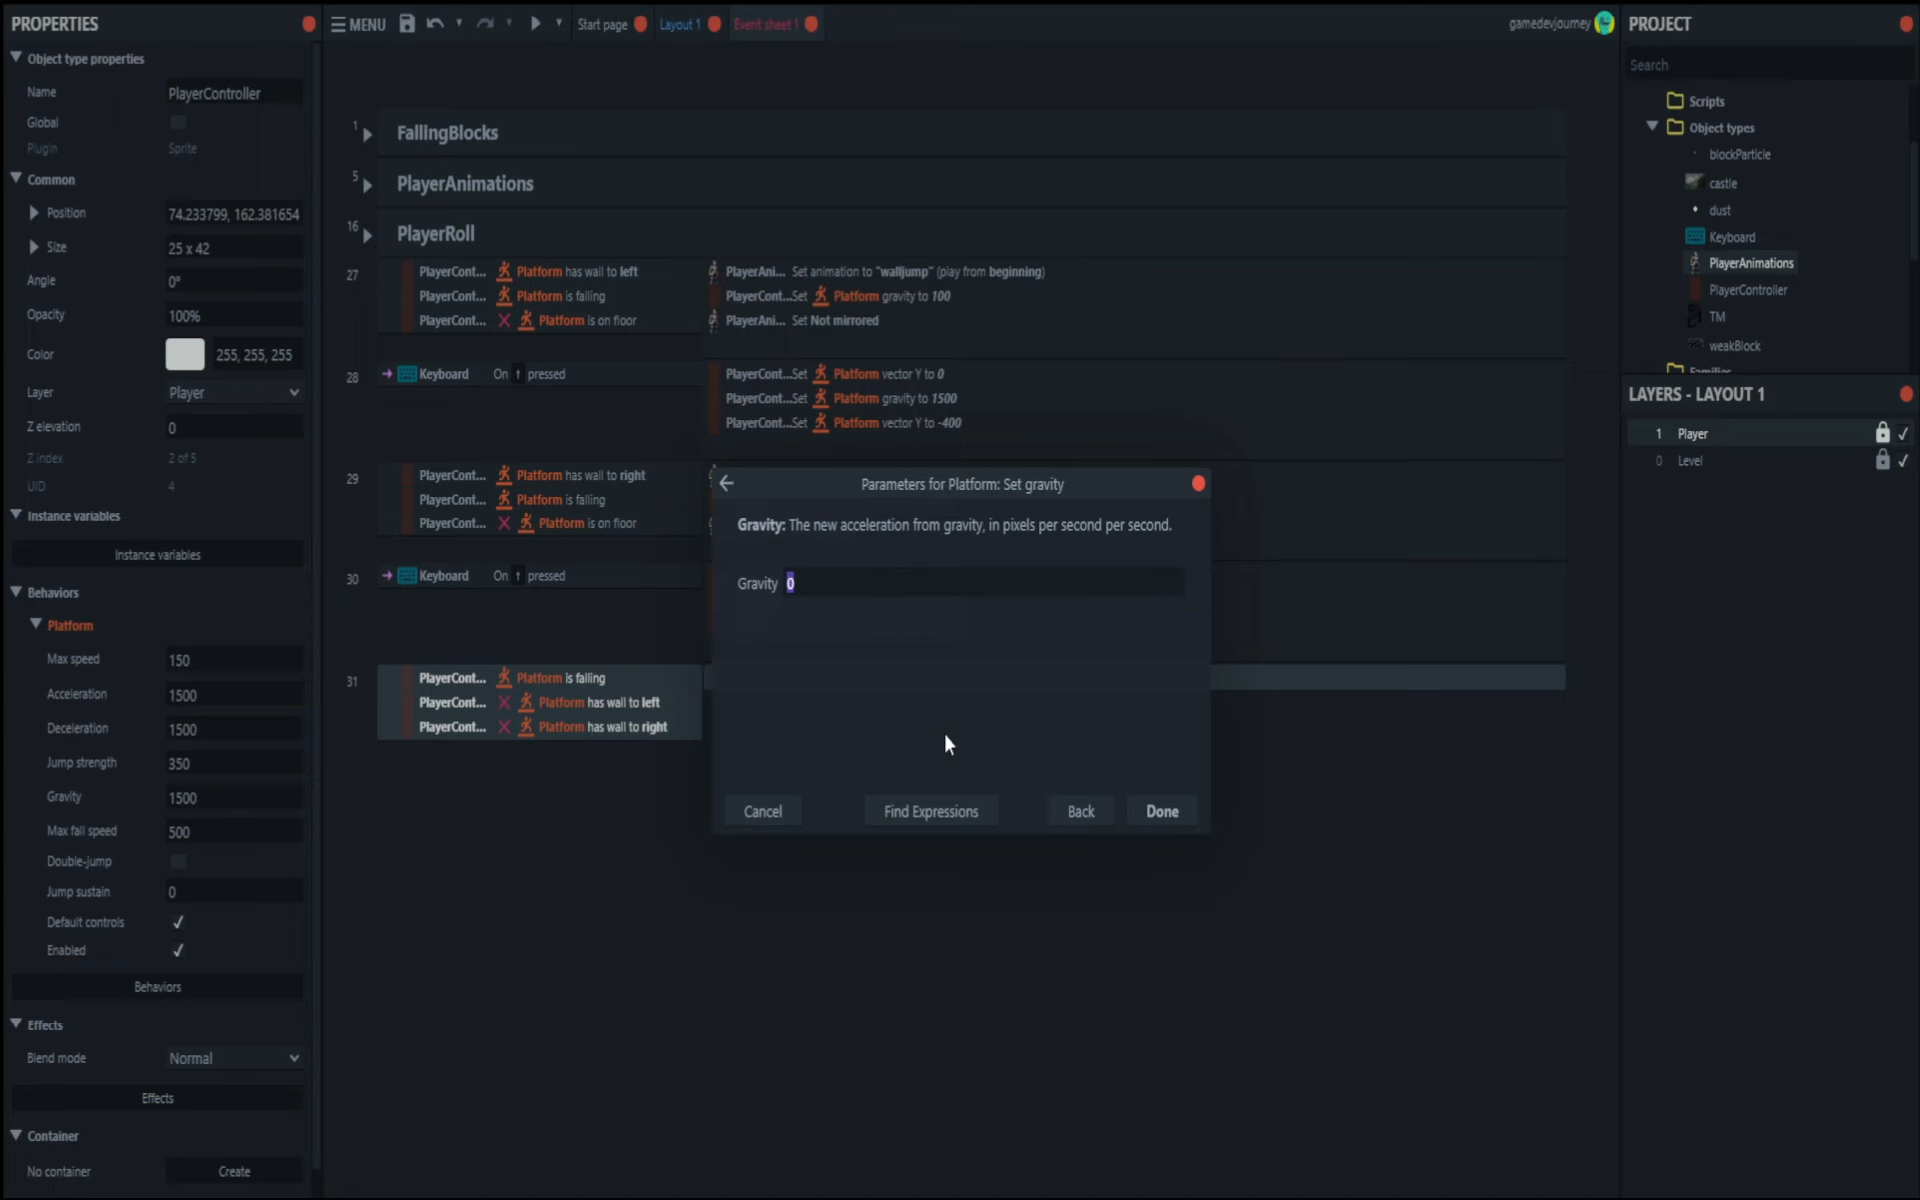 PROPERTIES
Object type properties
Name PlayerController
Global
Plugin Sprite
Common
Position 74.233799, 162.381654
Size 25 x 42
Angle 0°
Opacity 100%
Color 255, 255, 255
Layer Player
Z elevation 0
Z index 2 of 5
UID 4
Instance variables
Instance variables
Behaviors
Platform
Max speed 150
Acceleration 1500
Deceleration 1500
Jump strength 350
Gravity 1500
Max fall speed 500
Double-jump
Jump sustain 0
Default controls
Enabled
Behaviors
Effects
Blend mode Normal
Effects
Container
No container Create
MENU Start page Layout 1 Event sheet 1 gamedevjourney
1 FallingBlocks
5 PlayerAnimations
16 PlayerRoll
27 PlayerCont... Platform has wall to left PlayerAni... Set animation to "walljump" (play from beginning)
PlayerCont... Platform is falling PlayerCont...Set Platform gravity to 100
PlayerCont... Platform is on floor PlayerAni... Set Not mirrored
28 Keyboard On ↑ pressed PlayerCont...Set Platform vector Y to 0
PlayerCont...Set Platform gravity to 1500
PlayerCont...Set Platform vector Y to -400
29 PlayerCont... Platform has wall to right
PlayerCont... Platform is falling
PlayerCont... Platform is on floor
30 Keyboard On ↑ pressed
31 PlayerCont... Platform is falling
PlayerCont... Platform has wall to left
PlayerCont... Platform has wall to right
Parameters for Platform: Set gravity
Gravity: The new acceleration from gravity, in pixels per second per second.
Gravity 0
Cancel Find Expressions Back Done
PROJECT
Search
Scripts
Object types
blockParticle
castle
dust
Keyboard
PlayerAnimations
PlayerController
TM
weakBlock
Families
LAYERS - LAYOUT 1
1 Player
0 Level